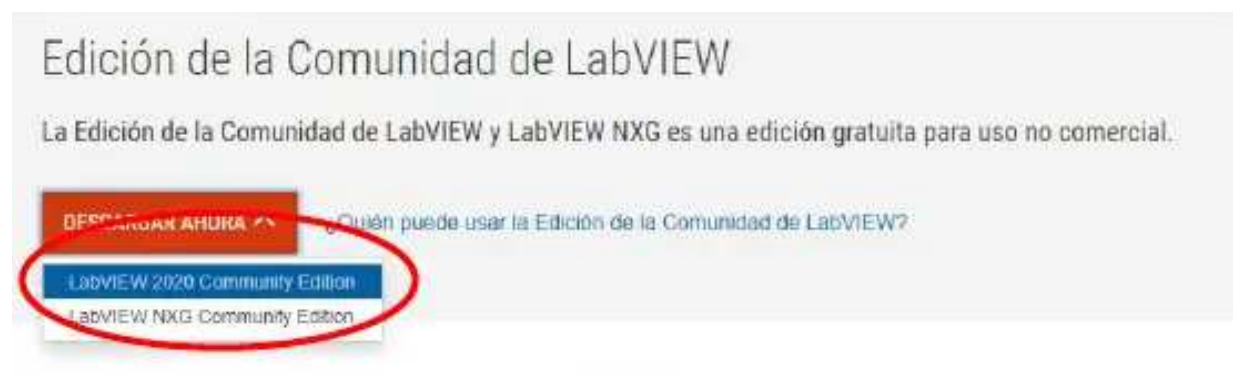 Edición de la Comunidad de LabVIEW
La Edición de la Comunidad de LabVIEW y LabVIEW NXG es una edición gratuita para uso no comercial.
DESCARGAR AHORA ¿Quién puede usar la Edición de la Comunidad de LabVIEW?
LabVIEW 2020 Community Edition
LabVIEW NXG Community Edition